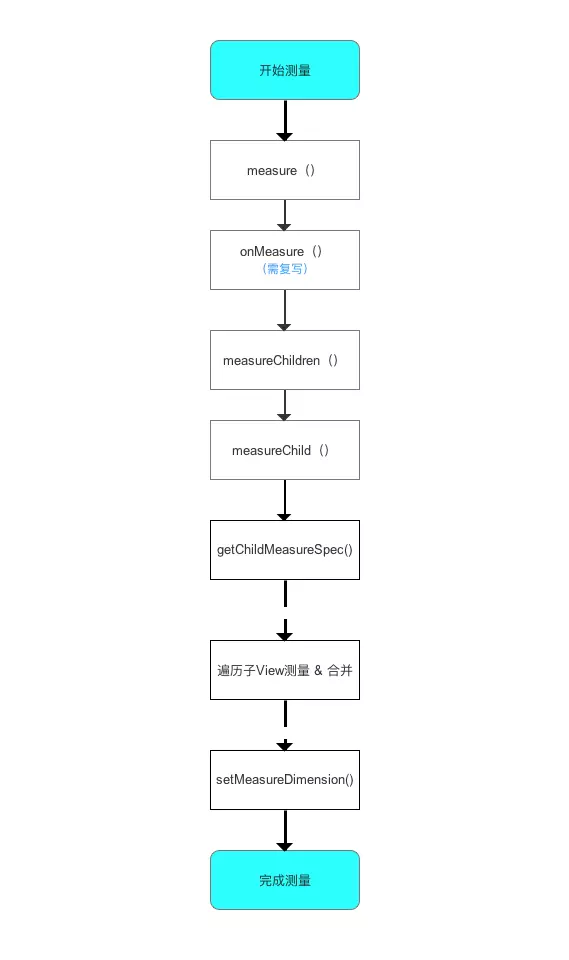 开始测量
measure（）
onMeasure（）
（需复写）
measureChildren（）
measureChild（）
getChildMeasureSpec()
遍历子View测量 & 合并
setMeasureDimension()
完成测量